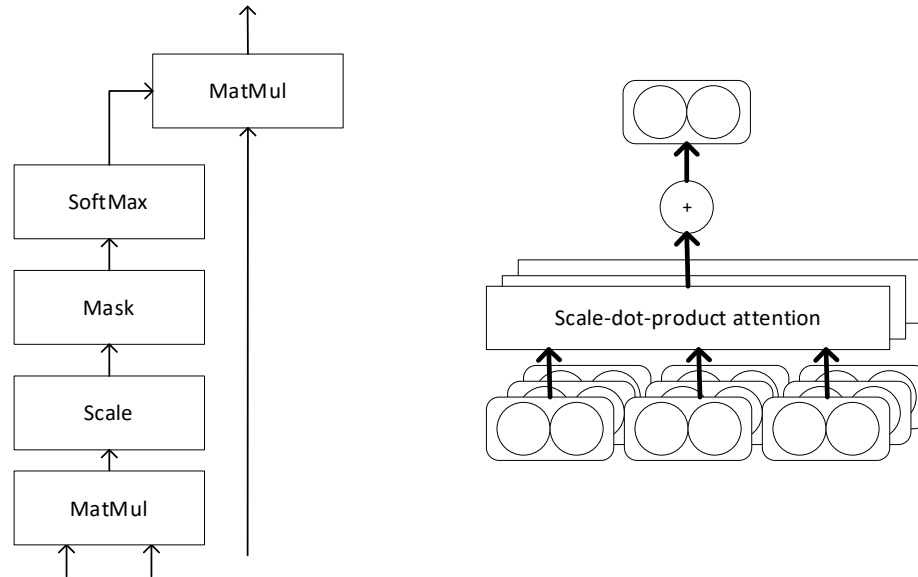 MatMul
SoftMax
Mask
Scale
MatMul
+
Scale-dot-product attention